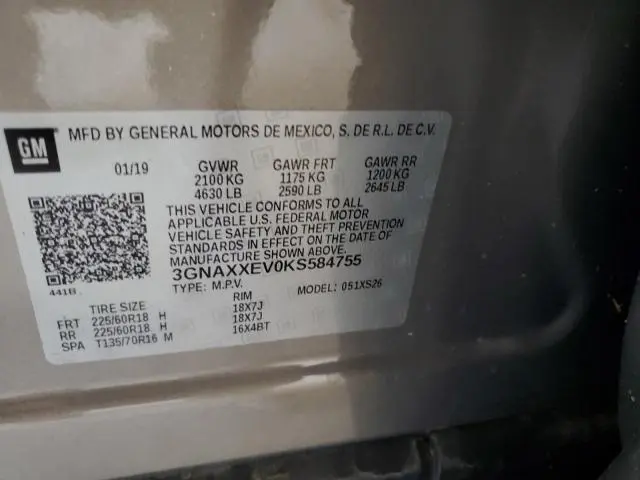 GM
MFD BY GENERAL MOTORS DE MEXICO, S. DE R.L. DE C.V.
01/19 GVWR GAWR FRT GAWR RR
2100 KG 1175 KG 1200 KG
4630 LB 2590 LB 2645 LB
THIS VEHICLE CONFORMS TO ALL
APPLICABLE U.S. FEDERAL MOTOR
VEHICLE SAFETY AND THEFT PREVENTION
STANDARDS IN EFFECT ON THE DATE OF
MANUFACTURE SHOWN ABOVE.
3GNAXXEV0KS584755
441B TYPE: M.P.V. MODEL: 051XS26
TIRE SIZE RIM
FRT 225/60R18 H 18X7J
RR 225/60R18 H 18X7J
SPA T135/70R16 M 16X4BT